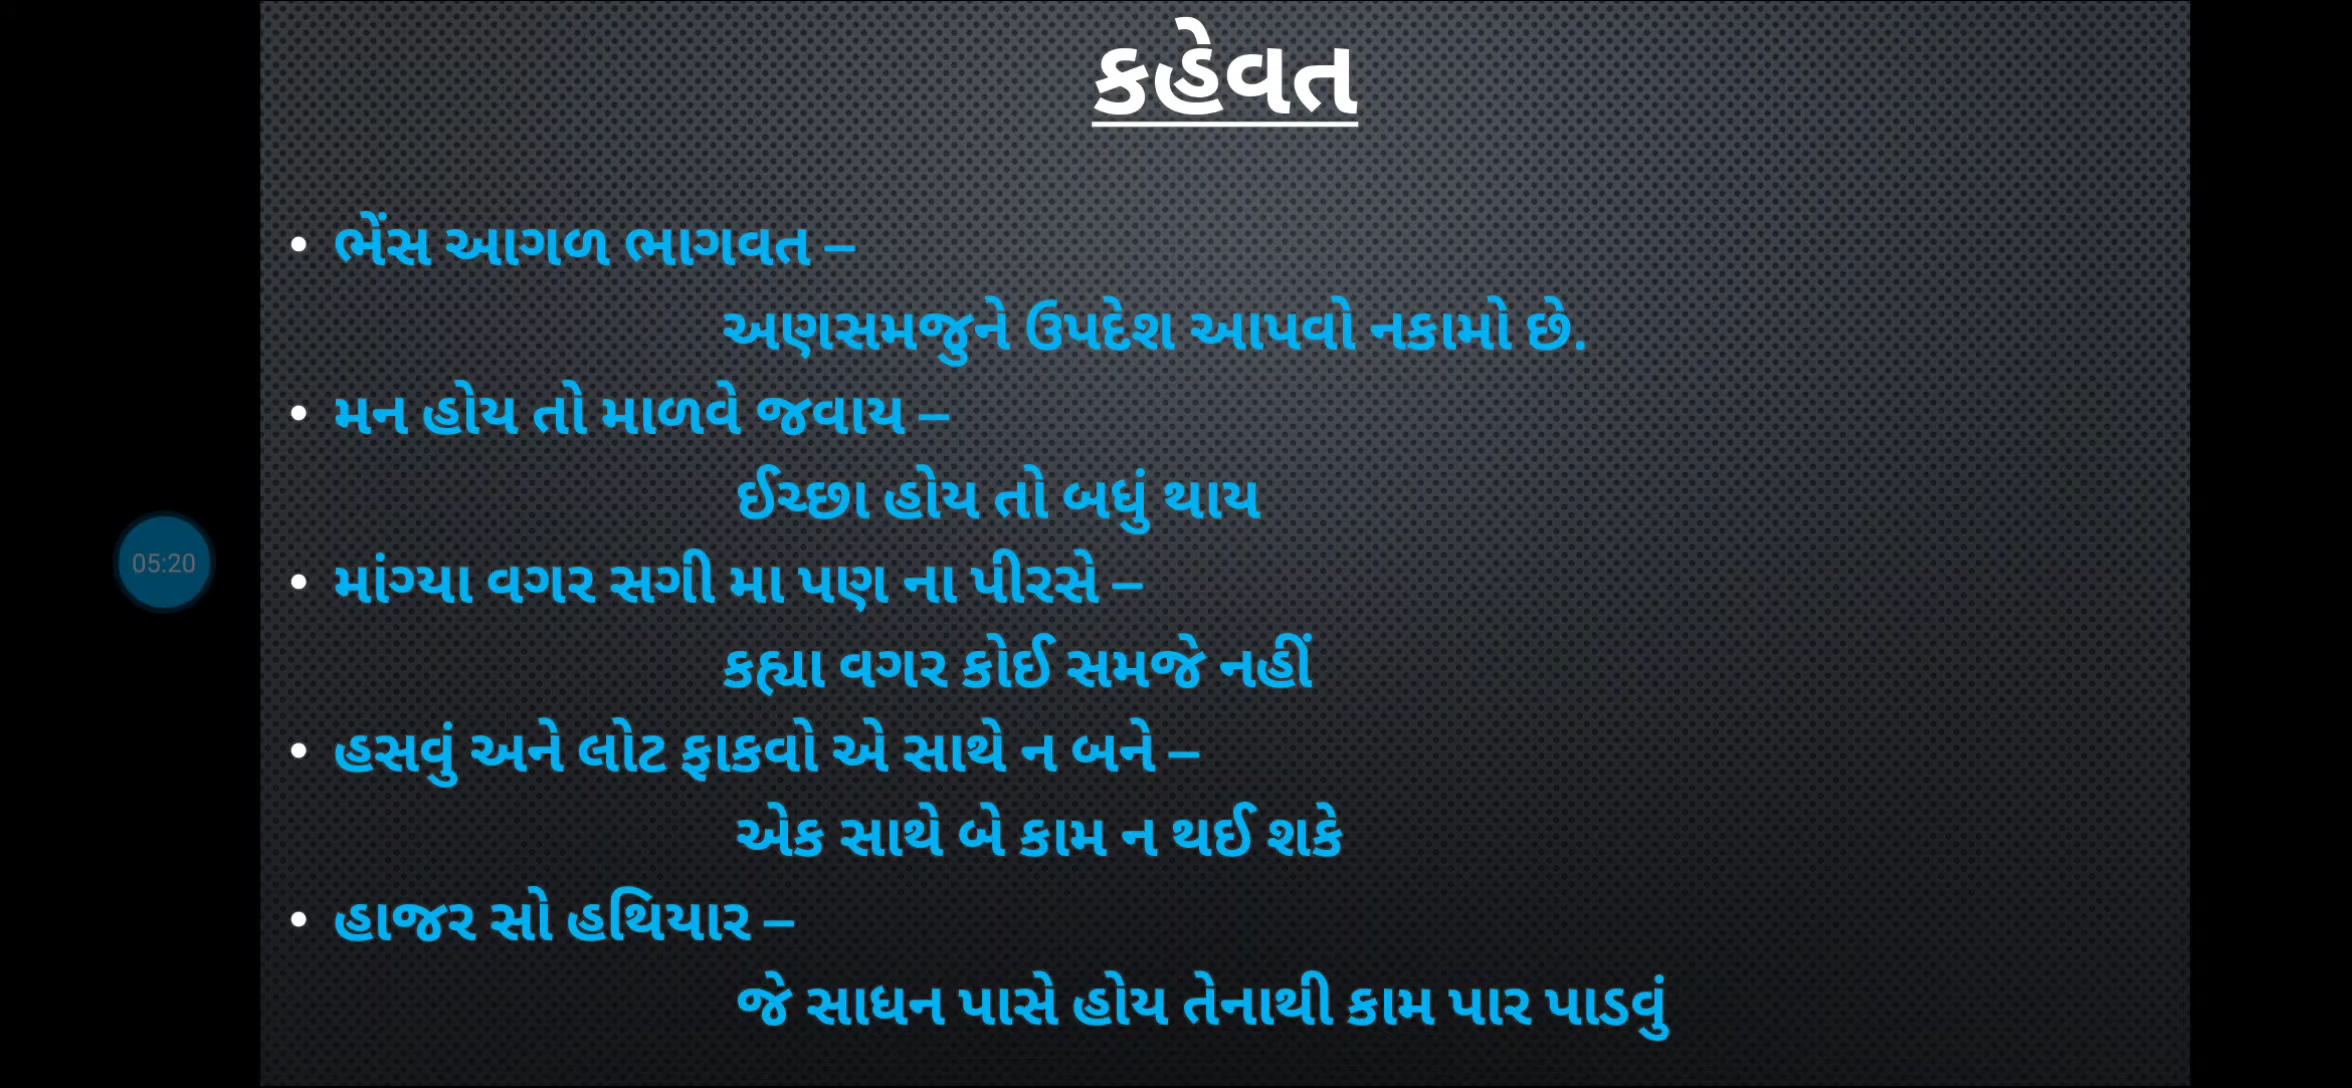 કહેવત
• ભેંસ આગળ ભાગવત –
અણસમજુને ઉપદેશ આપવો નકામો છે.
• મન હોય તો માળવે જવાય –
ઈચ્છા હોય તો બધું થાય
05:20
• માંગ્યા વગર સગી મા પણ ના પીરસે –
કહ્યા વગર કોઈ સમજે નહીં
• હસવું અને લોટ ફાકવો એ સાથે ન બને –
એક સાથે બે કામ ન થઈ શકે
• હાજર સો હથિયાર –
જે સાધન પાસે હોય તેનાથી કામ પાર પાડવું